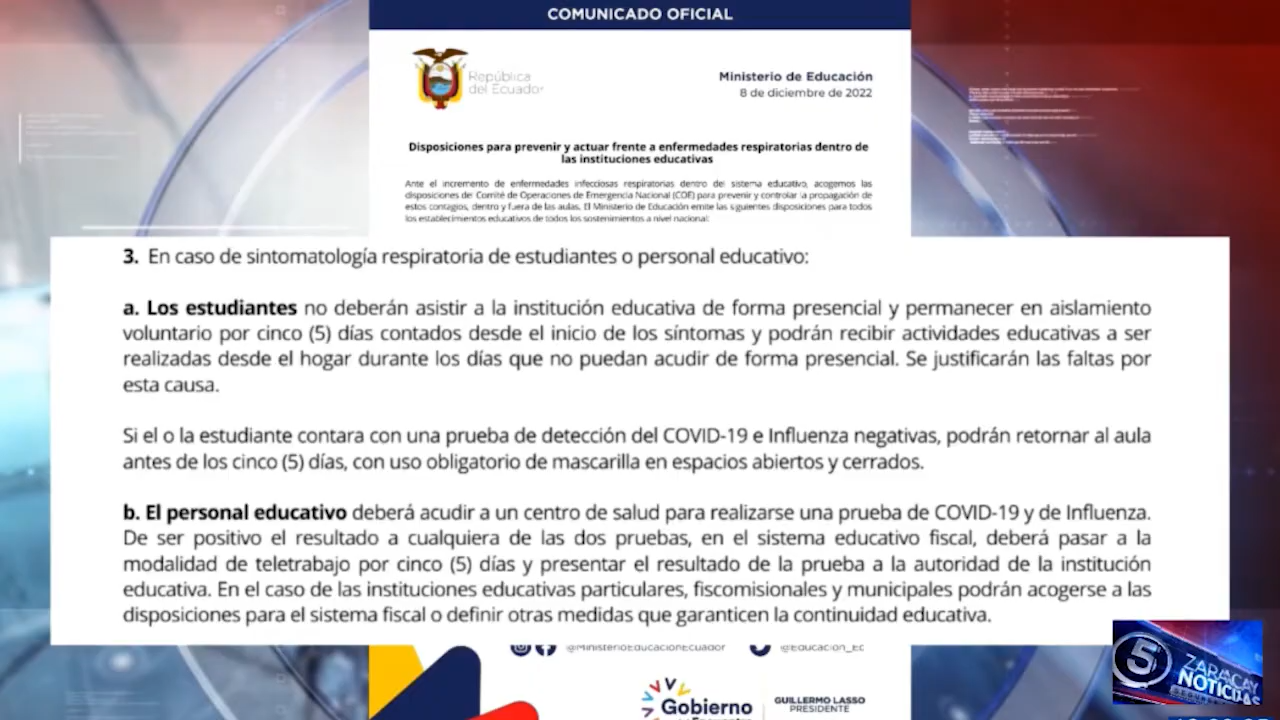 COMUNICADO OFICIAL
República
del Ecuador
Ministerio de Educación
8 de diciembre de 2022
Disposiciones para prevenir y actuar frente a enfermedades respiratorias dentro de
las instituciones educativas
Ante el incremento de enfermedades infecciosas respiratorias dentro del sistema educativo, acogemos las
disposiciones del Comité de Operaciones de Emergencia Nacional (COE) para prevenir y controlar la propagación de
estos contagios, dentro y fuera de las aulas. El Ministerio de Educación emite las siguientes disposiciones para todos
los establecimientos educativos de todos los sostenimientos a nivel nacional:
3. En caso de sintomatología respiratoria de estudiantes o personal educativo:
a. Los estudiantes no deberán asistir a la institución educativa de forma presencial y permanecer en aislamiento
voluntario por cinco (5) días contados desde el inicio de los síntomas y podrán recibir actividades educativas a ser
realizadas desde el hogar durante los días que no puedan acudir de forma presencial. Se justificarán las faltas por
esta causa.
Si el o la estudiante contara con una prueba de detección del COVID-19 e Influenza negativas, podrán retornar al aula
antes de los cinco (5) días, con uso obligatorio de mascarilla en espacios abiertos y cerrados.
b. El personal educativo deberá acudir a un centro de salud para realizarse una prueba de COVID-19 y de Influenza.
De ser positivo el resultado a cualquiera de las dos pruebas, en el sistema educativo fiscal, deberá pasar a la
modalidad de teletrabajo por cinco (5) días y presentar el resultado de la prueba a la autoridad de la institución
educativa. En el caso de las instituciones educativas particulares, fiscomisionales y municipales podrán acogerse a las
disposiciones para el sistema fiscal o definir otras medidas que garanticen la continuidad educativa.
@MinisterioEducacionEcuador
@Educacion_Ec
Gobierno
GUILLERMO LASSO
PRESIDENTE
5
ZARACAY
NOTICIAS